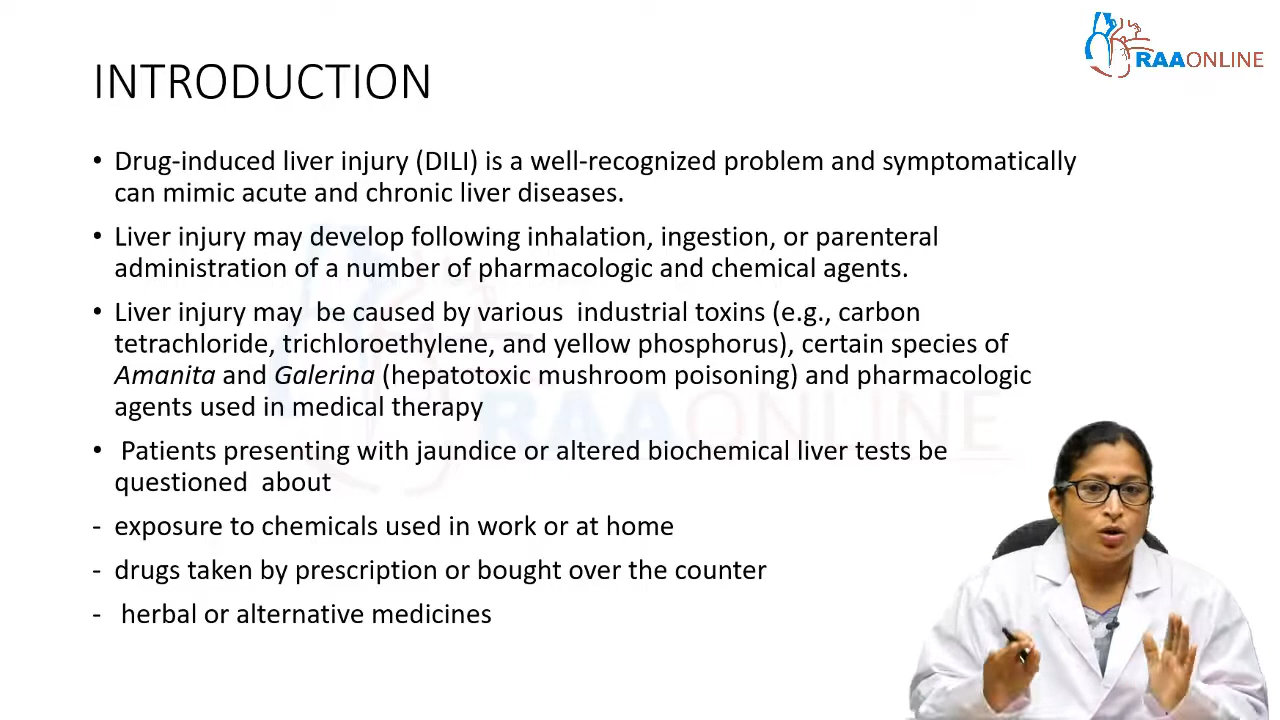 RAAONLINE
INTRODUCTION
• Drug-induced liver injury (DILI) is a well-recognized problem and symptomatically
can mimic acute and chronic liver diseases.
• Liver injury may develop following inhalation, ingestion, or parenteral
administration of a number of pharmacologic and chemical agents.
• Liver injury may  be caused by various  industrial toxins (e.g., carbon
tetrachloride, trichloroethylene, and yellow phosphorus), certain species of
Amanita and Galerina (hepatotoxic mushroom poisoning) and pharmacologic
agents used in medical therapy
RAAONLINE
• Patients presenting with jaundice or altered biochemical liver tests be
questioned  about
- exposure to chemicals used in work or at home
- drugs taken by prescription or bought over the counter
- herbal or alternative medicines